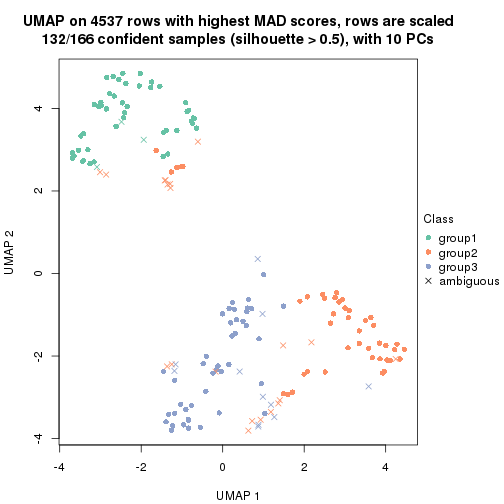 UMAP on 4537 rows with highest MAD scores, rows are scaled
132/166 confident samples (silhouette > 0.5), with 10 PCs
4
2
0
-2
-4
UMAP 2
-4
-2
0
2
4
UMAP 1
Class
group1
group2
group3
ambiguous